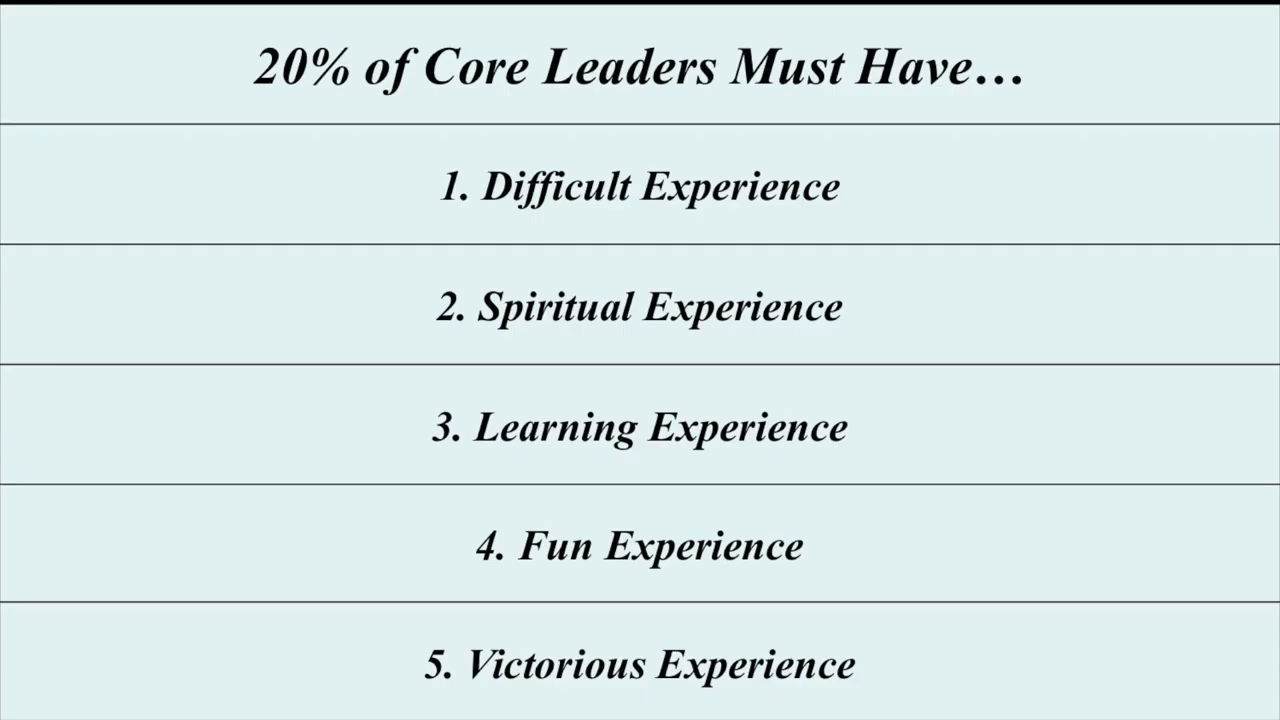 20% of Core Leaders Must Have…
1. Difficult Experience
2. Spiritual Experience
3. Learning Experience
4. Fun Experience
5. Victorious Experience